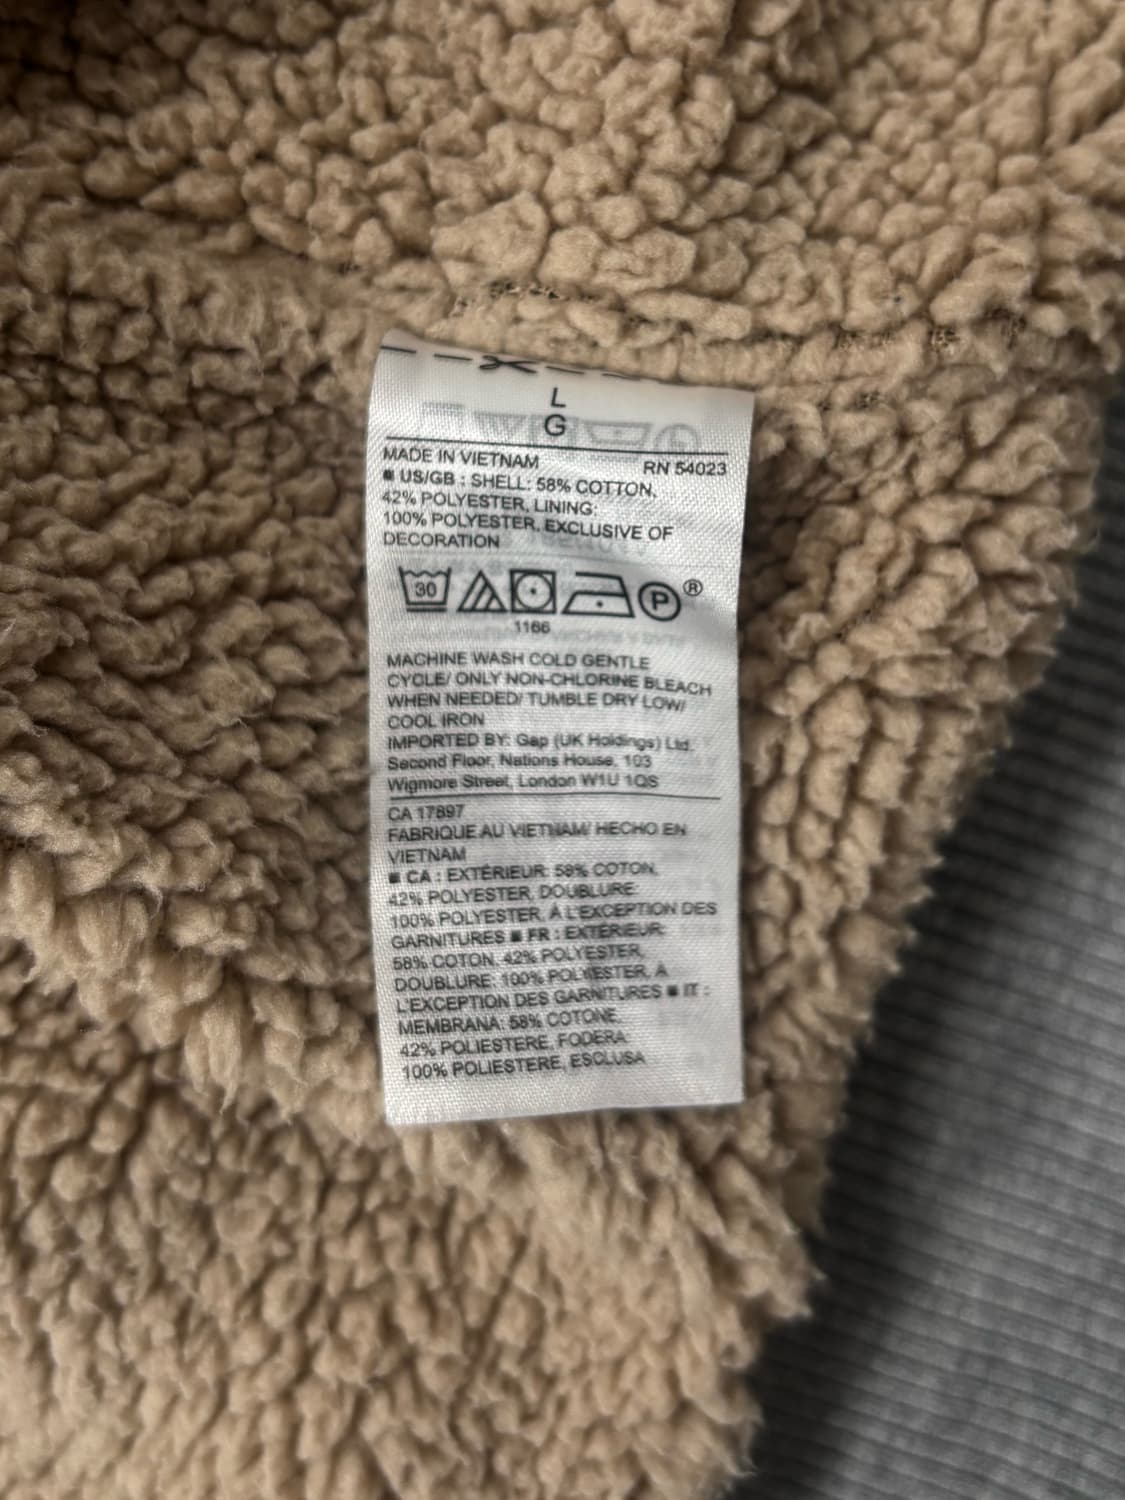 L
G
MADE IN VIETNAM RN 54023
■ US/GB : SHELL: 58% COTTON,
42% POLYESTER, LINING:
100% POLYESTER, EXCLUSIVE OF
DECORATION
30 P ®
1166
MACHINE WASH COLD GENTLE
CYCLE/ ONLY NON-CHLORINE BLEACH
WHEN NEEDED/ TUMBLE DRY LOW/
COOL IRON
IMPORTED BY: Gap (UK Holdings) Ltd.
Second Floor, Nations House, 103
Wigmore Street, London W1U 1QS
CA 17897
FABRIQUE AU VIETNAM/ HECHO EN
VIETNAM
■ CA : EXTÉRIEUR: 58% COTON,
42% POLYESTER, DOUBLURE:
100% POLYESTER, À L'EXCEPTION DES
GARNITURES ■ FR : EXTÉRIEUR:
58% COTON, 42% POLYESTER,
DOUBLURE: 100% POLYESTER, À
L'EXCEPTION DES GARNITURES ■ IT :
MEMBRANA: 58% COTONE,
42% POLIESTERE, FODERA:
100% POLIESTERE, ESCLUSA